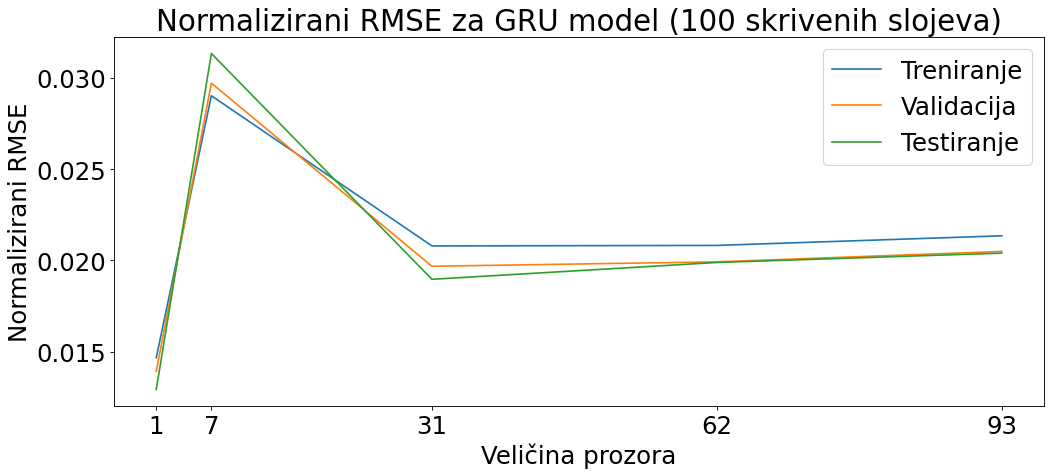 Normalizirani RMSE za GRU model (100 skrivenih slojeva)
Treniranje
Validacija
Testiranje
Normalizirani RMSE
0.030
0.025
0.020
0.015
1 7 31 62 93
Veličina prozora